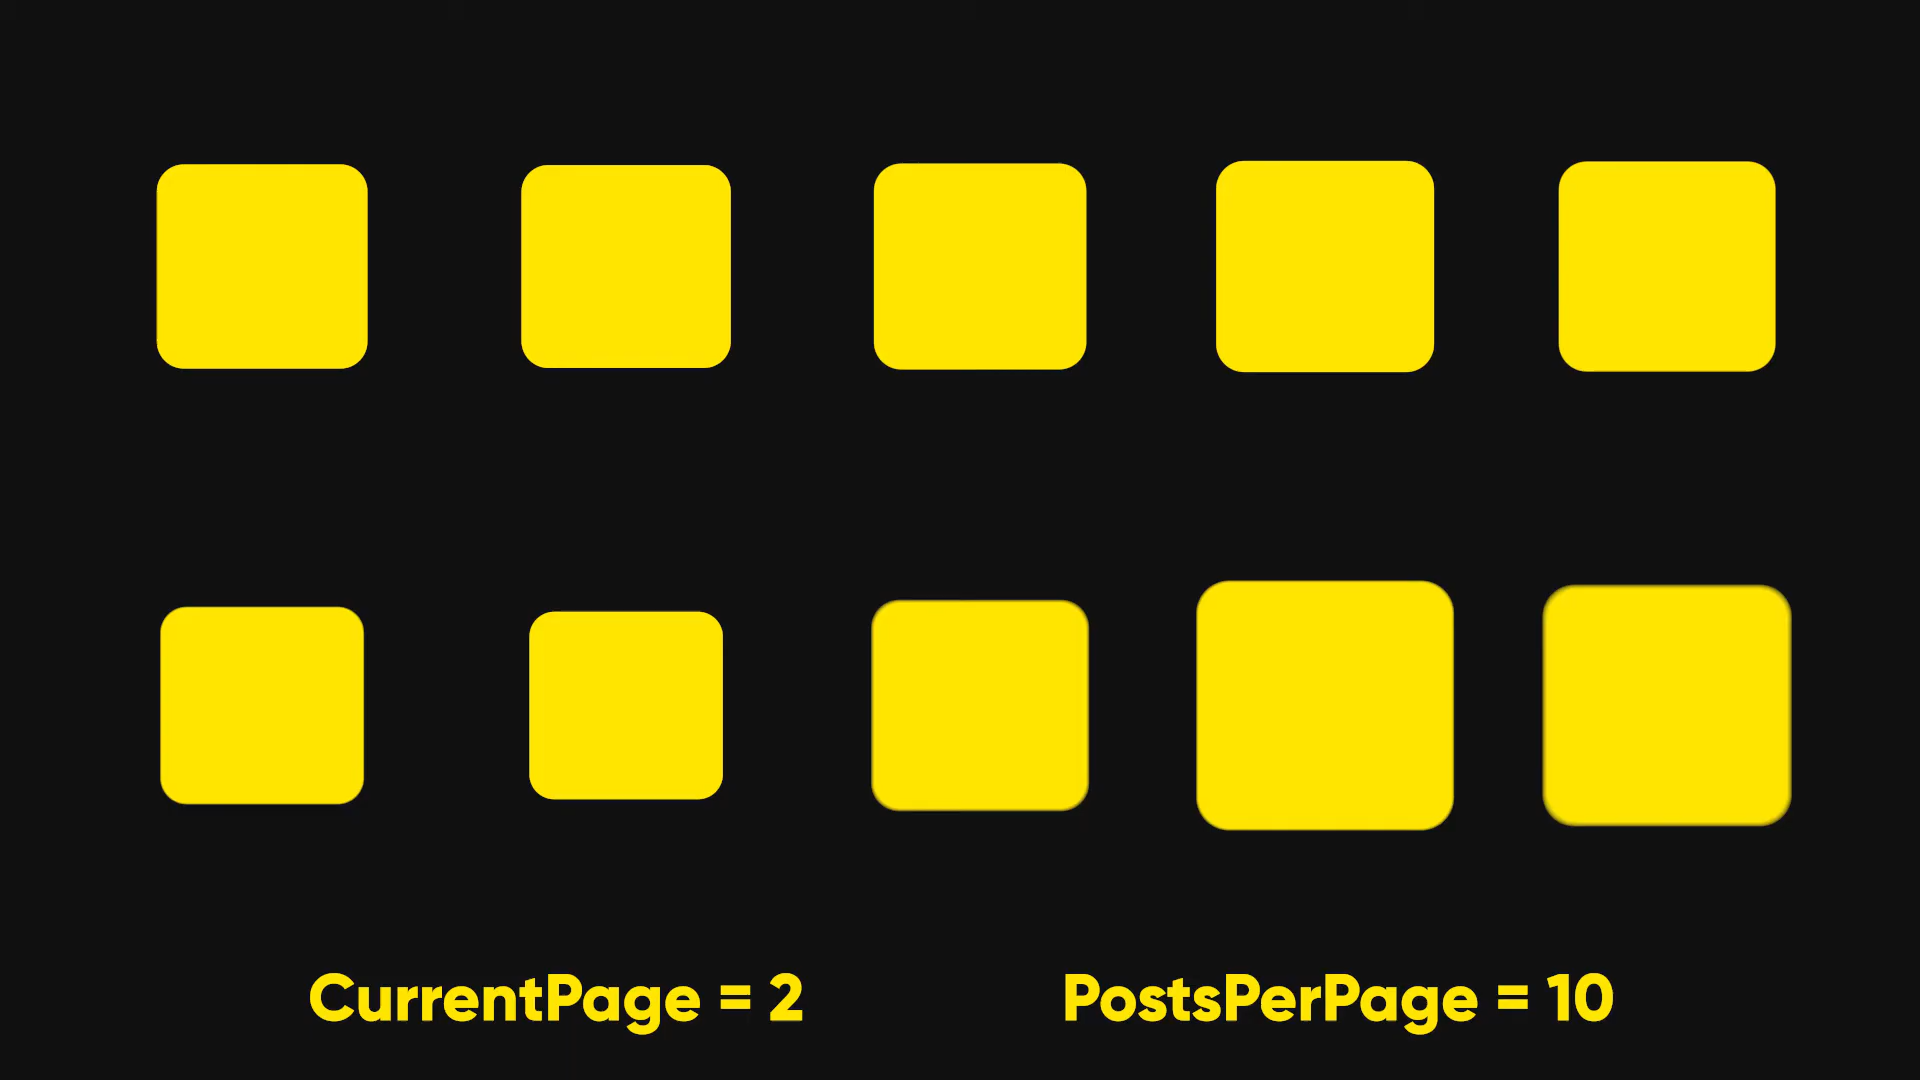 CurrentPage = 2
PostsPerPage = 10